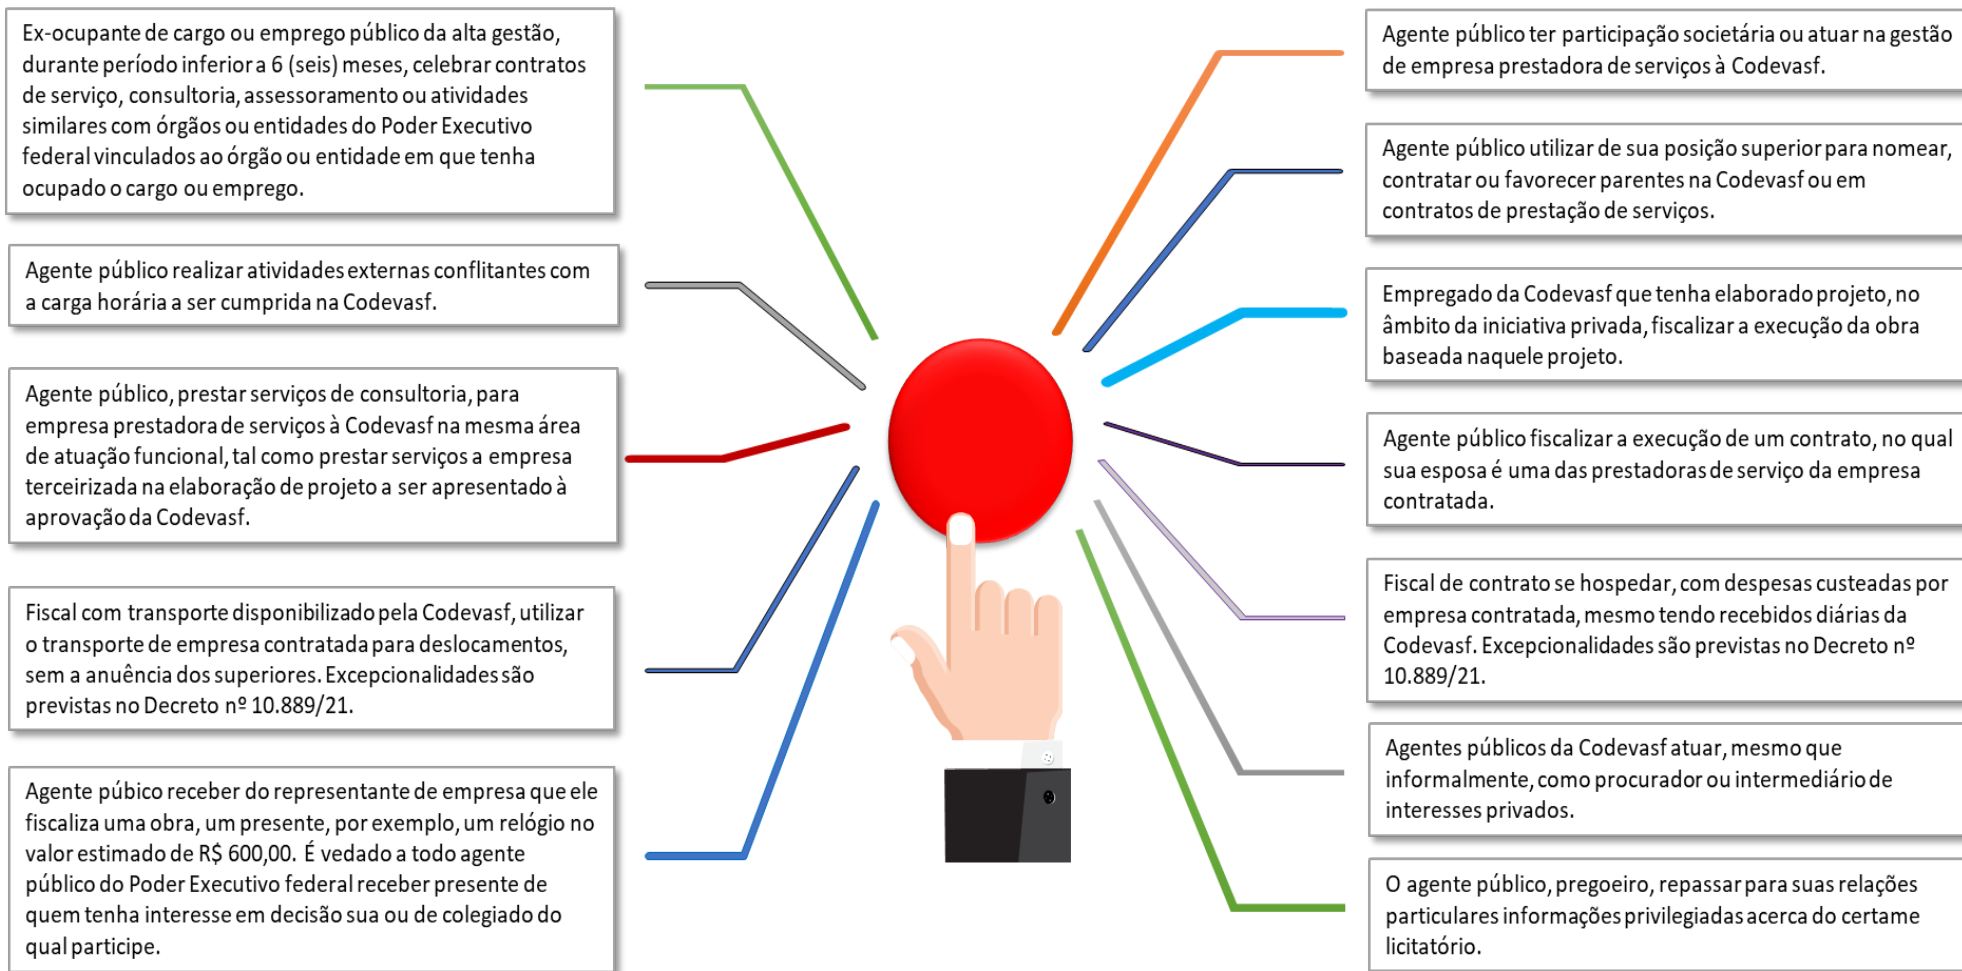 Ex-ocupante de cargo ou emprego público da alta gestão,
durante período inferior a 6 (seis) meses, celebrar contratos
de serviço, consultoria, assessoramento ou atividades
similares com órgãos ou entidades do Poder Executivo
federal vinculados ao órgão ou entidade em que tenha
ocupado o cargo ou emprego.
Agente público realizar atividades externas conflitantes com
a carga horária a ser cumprida na Codevasf.
Agente público, prestar serviços de consultoria, para
empresa prestadora de serviços à Codevasf na mesma área
de atuação funcional, tal como prestar serviços a empresa
terceirizada na elaboração de projeto a ser apresentado à
aprovação da Codevasf.
Fiscal com transporte disponibilizado pela Codevasf, utilizar
o transporte de empresa contratada para deslocamentos,
sem a anuência dos superiores. Excepcionalidades são
previstas no Decreto nº 10.889/21.
Agente púbico receber do representante de empresa que ele
fiscaliza uma obra, um presente, por exemplo, um relógio no
valor estimado de R$ 600,00. É vedado a todo agente
público do Poder Executivo federal receber presente de
quem tenha interesse em decisão sua ou de colegiado do
qual participe.
Agente público ter participação societária ou atuar na gestão
de empresa prestadora de serviços à Codevasf.
Agente público utilizar de sua posição superior para nomear,
contratar ou favorecer parentes na Codevasf ou em
contratos de prestação de serviços.
Empregado da Codevasf que tenha elaborado projeto, no
âmbito da iniciativa privada, fiscalizar a execução da obra
baseada naquele projeto.
Agente público fiscalizar a execução de um contrato, no qual
sua esposa é uma das prestadoras de serviço da empresa
contratada.
Fiscal de contrato se hospedar, com despesas custeadas por
empresa contratada, mesmo tendo recebidos diárias da
Codevasf. Excepcionalidades são previstas no Decreto nº
10.889/21.
Agentes públicos da Codevasf atuar, mesmo que
informalmente, como procurador ou intermediário de
interesses privados.
O agente público, pregoeiro, repassar para suas relações
particulares informações privilegiadas acerca do certame
licitatório.